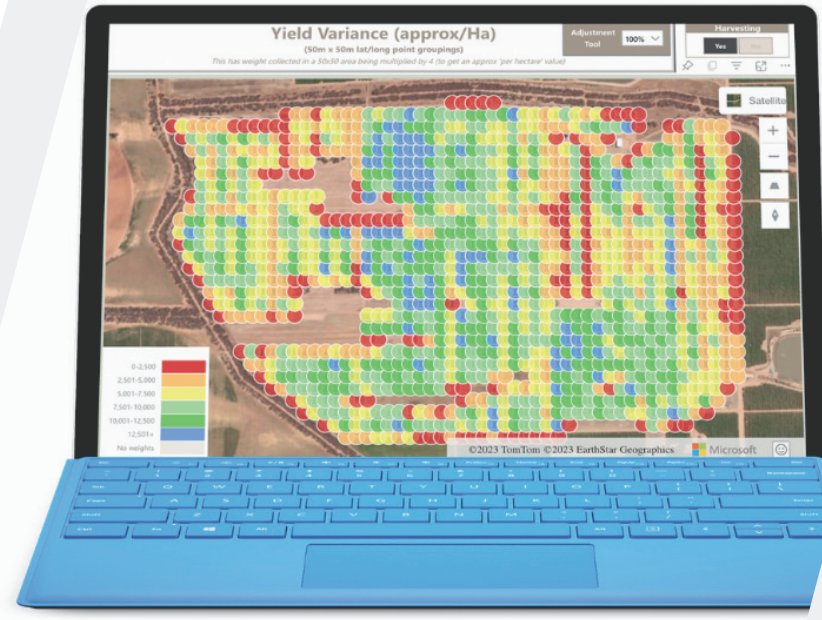 Yield Variance (approx/Ha)
(50m x 50m lat/long point groupings)
This has weight collected in a 50x50 area being multiplied by 4 (to get an approx 'per hectare' value)
Adjustment
Tool
100%
Harvesting
Yes
Satellite
+
−
0-2,500
2,501-5,000
5,001-7,500
7,501-10,000
10,001-12,500
12,501+
No weights
©2023 TomTom ©2023 EarthStar Geographics
Microsoft
Q W E R T Y U I O P
A S D F G H J K L
Z X C V B N M